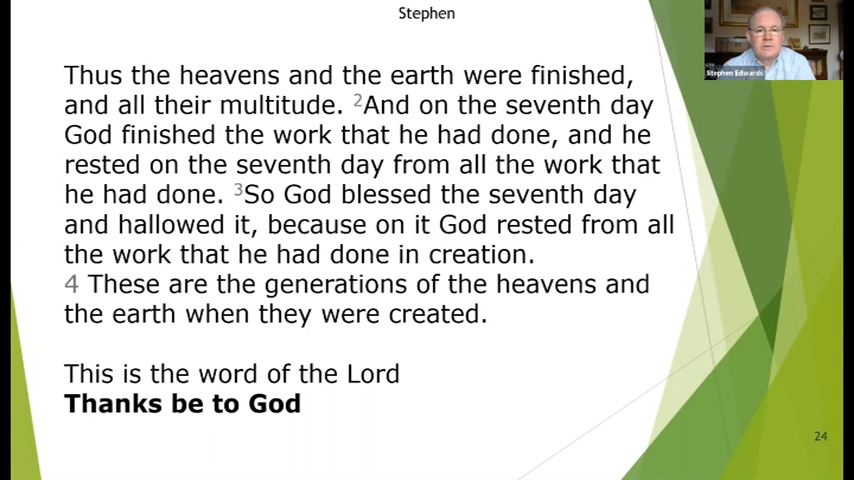 Stephen
Stephen Edwards
Thus the heavens and the earth were finished,
and all their multitude. 2And on the seventh day
God finished the work that he had done, and he
rested on the seventh day from all the work that
he had done. 3So God blessed the seventh day
and hallowed it, because on it God rested from all
the work that he had done in creation.
4 These are the generations of the heavens and
the earth when they were created.
This is the word of the Lord
Thanks be to God
24